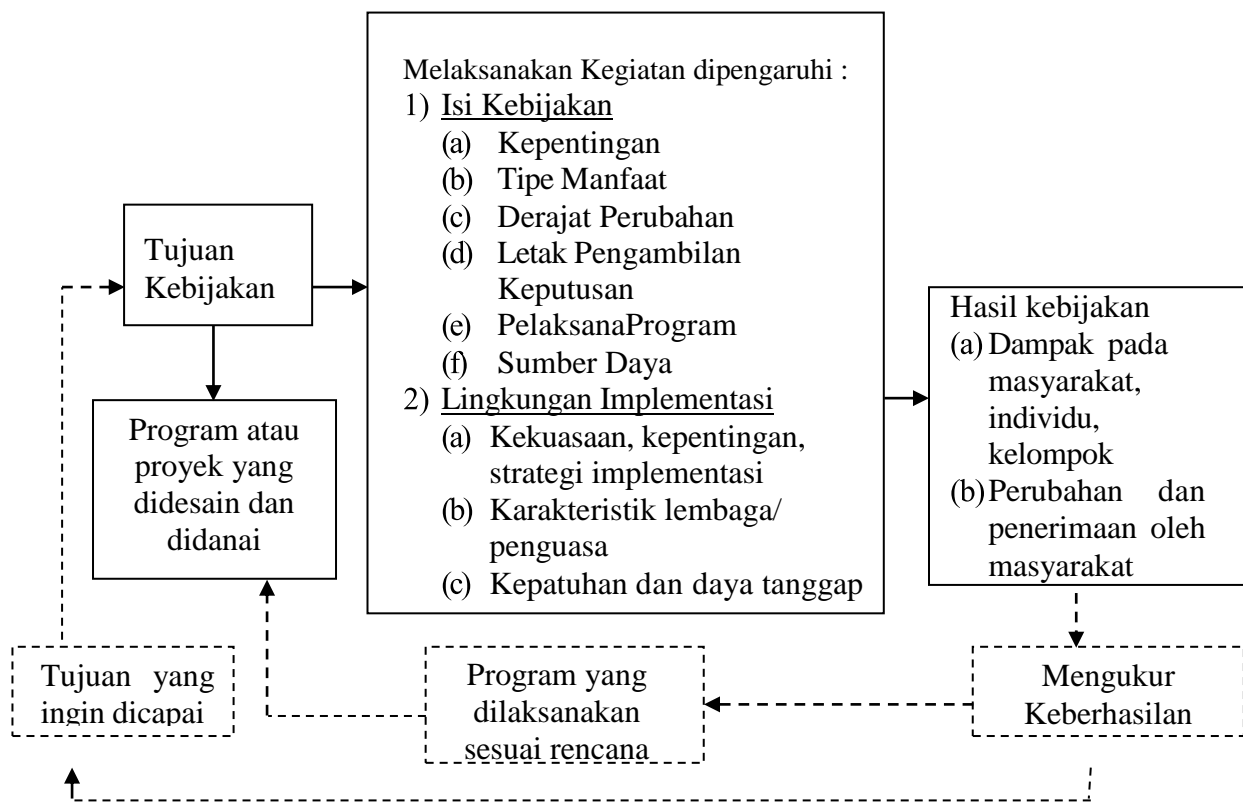 Melaksanakan Kegiatan dipengaruhi :
1) Isi Kebijakan
(a) Kepentingan
(b) Tipe Manfaat
(c) Derajat Perubahan
(d) Letak Pengambilan
Keputusan
(e) PelaksanaProgram
(f) Sumber Daya
2) Lingkungan Implementasi
(a) Kekuasaan, kepentingan,
strategi implementasi
(b) Karakteristik lembaga/
penguasa
(c) Kepatuhan dan daya tanggap
Tujuan
Kebijakan
Program atau
proyek yang
didesain dan
didanai
Hasil kebijakan
(a) Dampak pada
masyarakat,
individu,
kelompok
(b) Perubahan dan
penerimaan oleh
masyarakat
Tujuan yang
ingin dicapai
Program yang
dilaksanakan
sesuai rencana
Mengukur
Keberhasilan